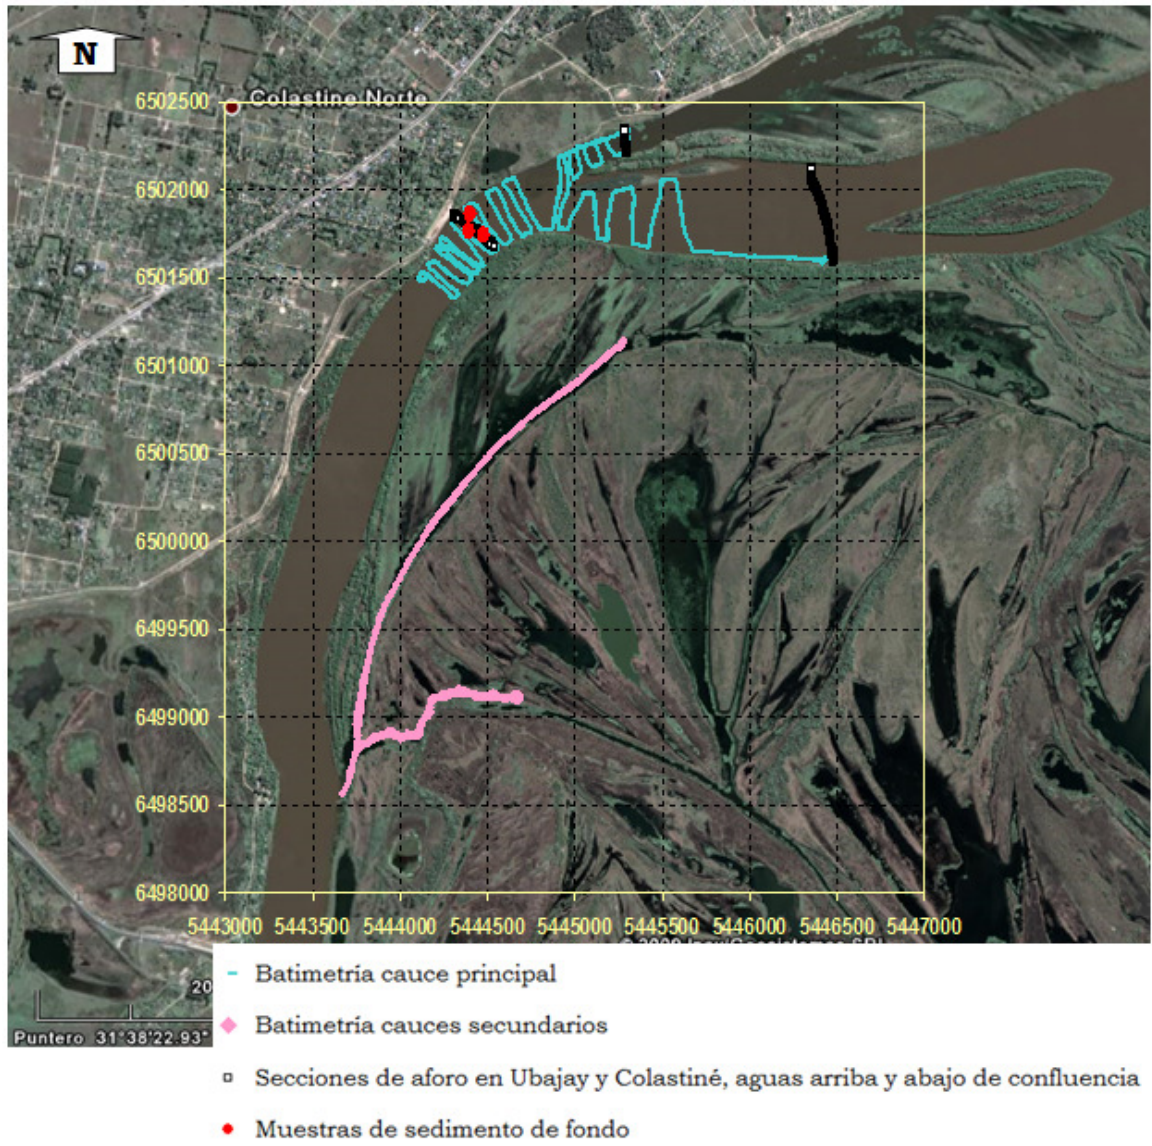 N
Colastine Norte
6502500
6502000
6501500
6501000
6500500
6500000
6499500
6499000
6498500
6498000
5443000 5443500 5444000 5444500 5445000 5445500 5446000 5446500 5447000
20
Puntero 31°38'22.93"
Batimetría cauce principal
Batimetría cauces secundarios
Secciones de aforo en Ubajay y Colastiné, aguas arriba y abajo de confluencia
Muestras de sedimento de fondo